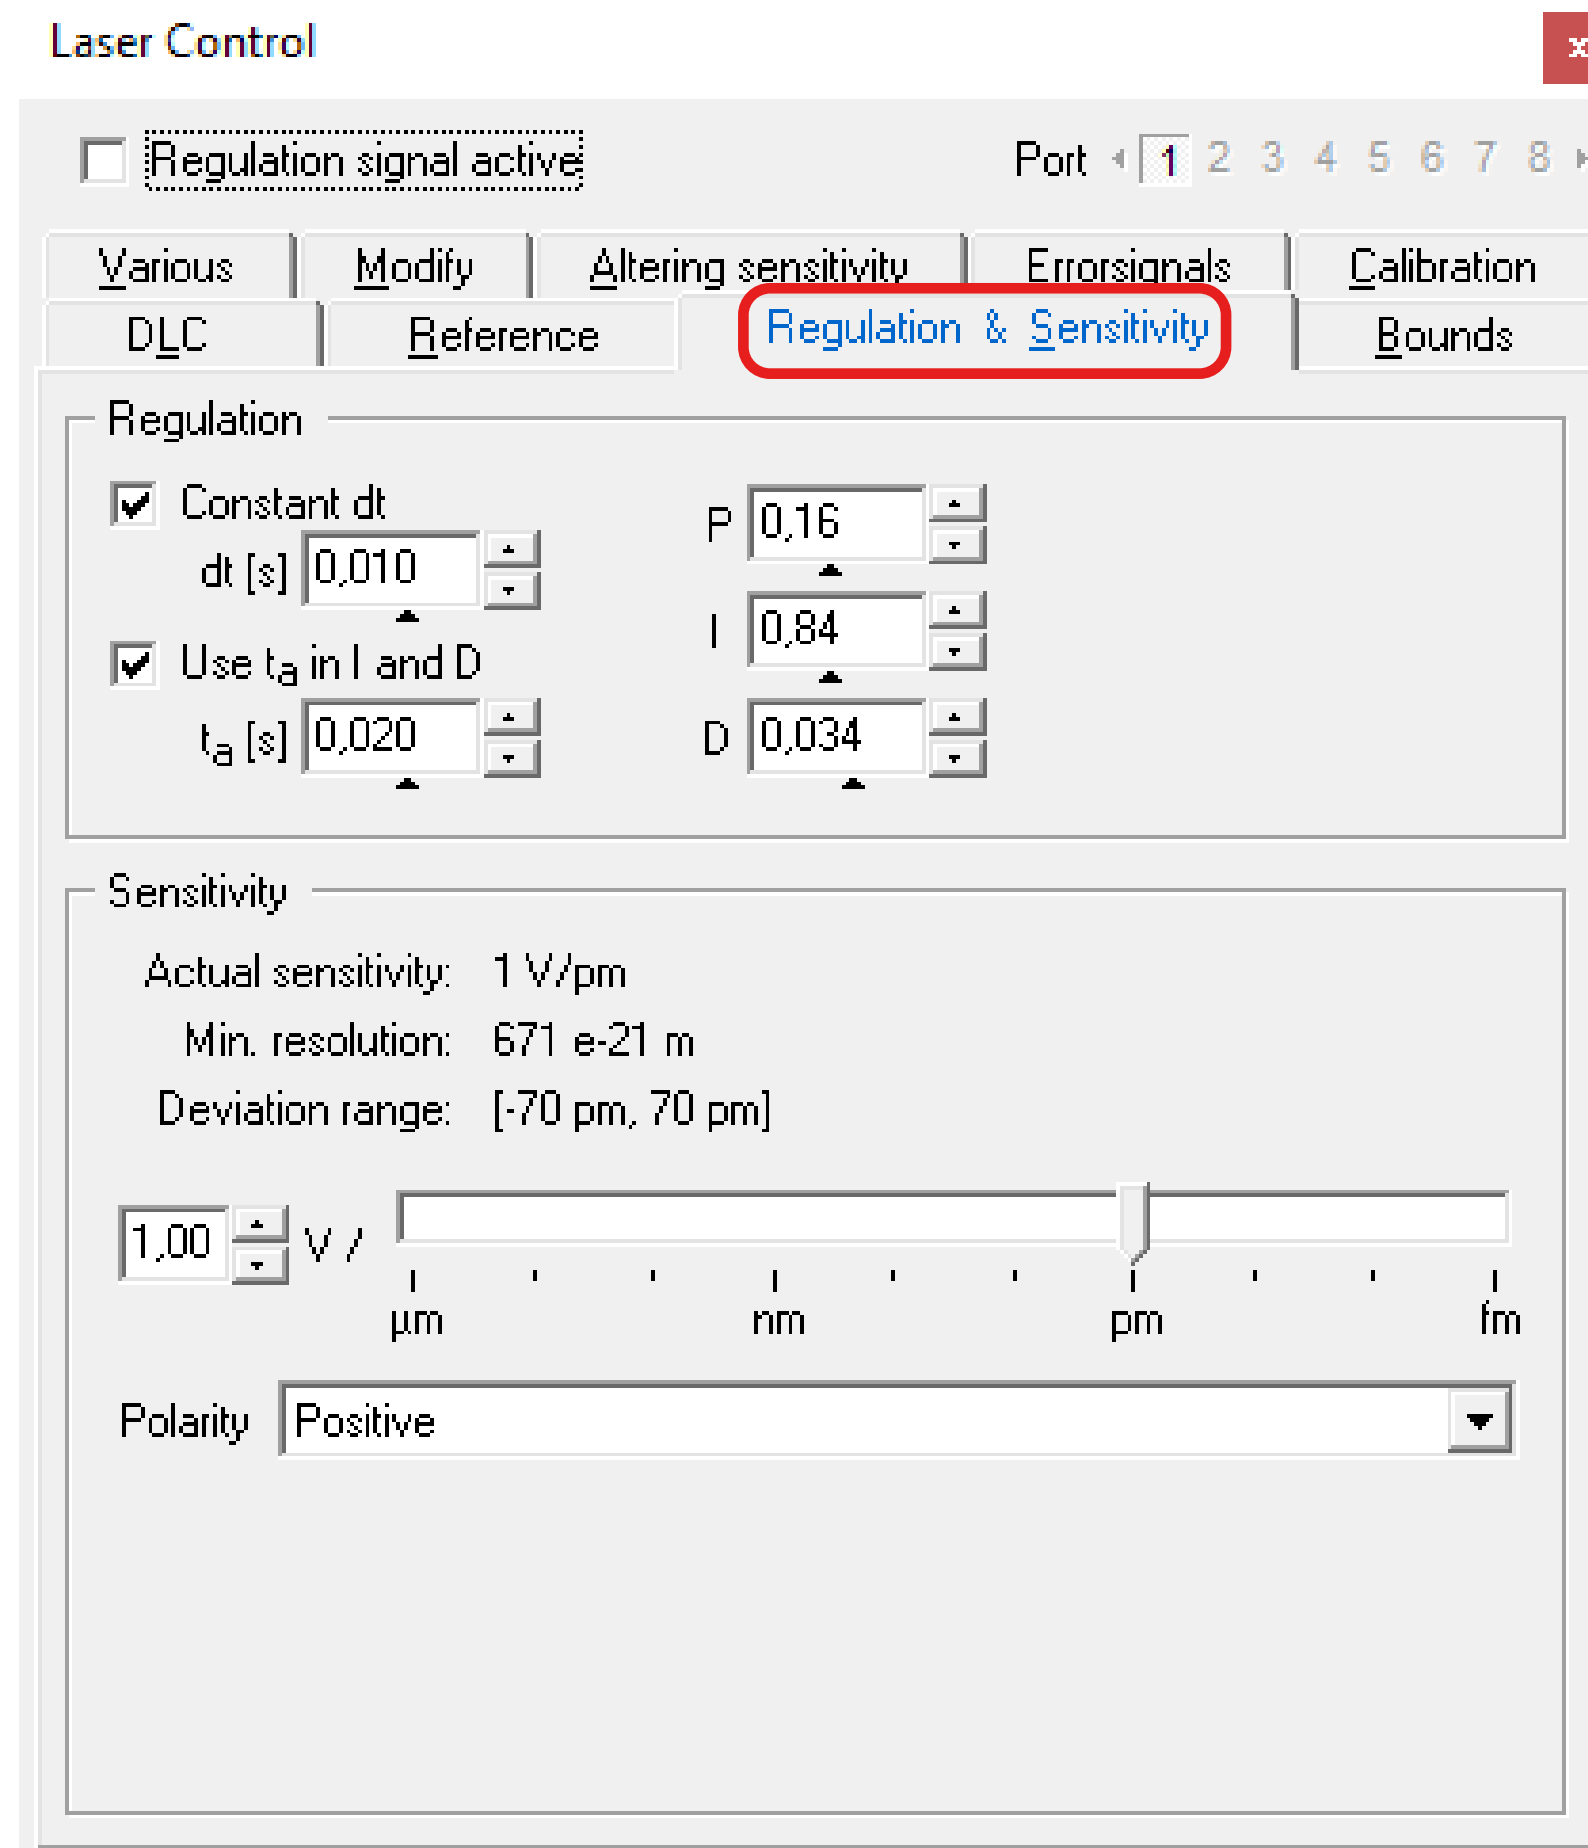 Laser Control
x
Regulation signal active
Port 1 2 3 4 5 6 7 8
Various Modify Altering sensitivity Errorsignals Calibration
DLC Reference Regulation & Sensitivity Bounds
Regulation
Constant dt
P 0,16
dt [s] 0,010
I 0,84
Use ta in I and D
ta [s] 0,020
D 0,034
Sensitivity
Actual sensitivity: 1 V/pm
Min. resolution: 671 e-21 m
Deviation range: [-70 pm, 70 pm]
1,00 V /
µm nm pm fm
Polarity Positive